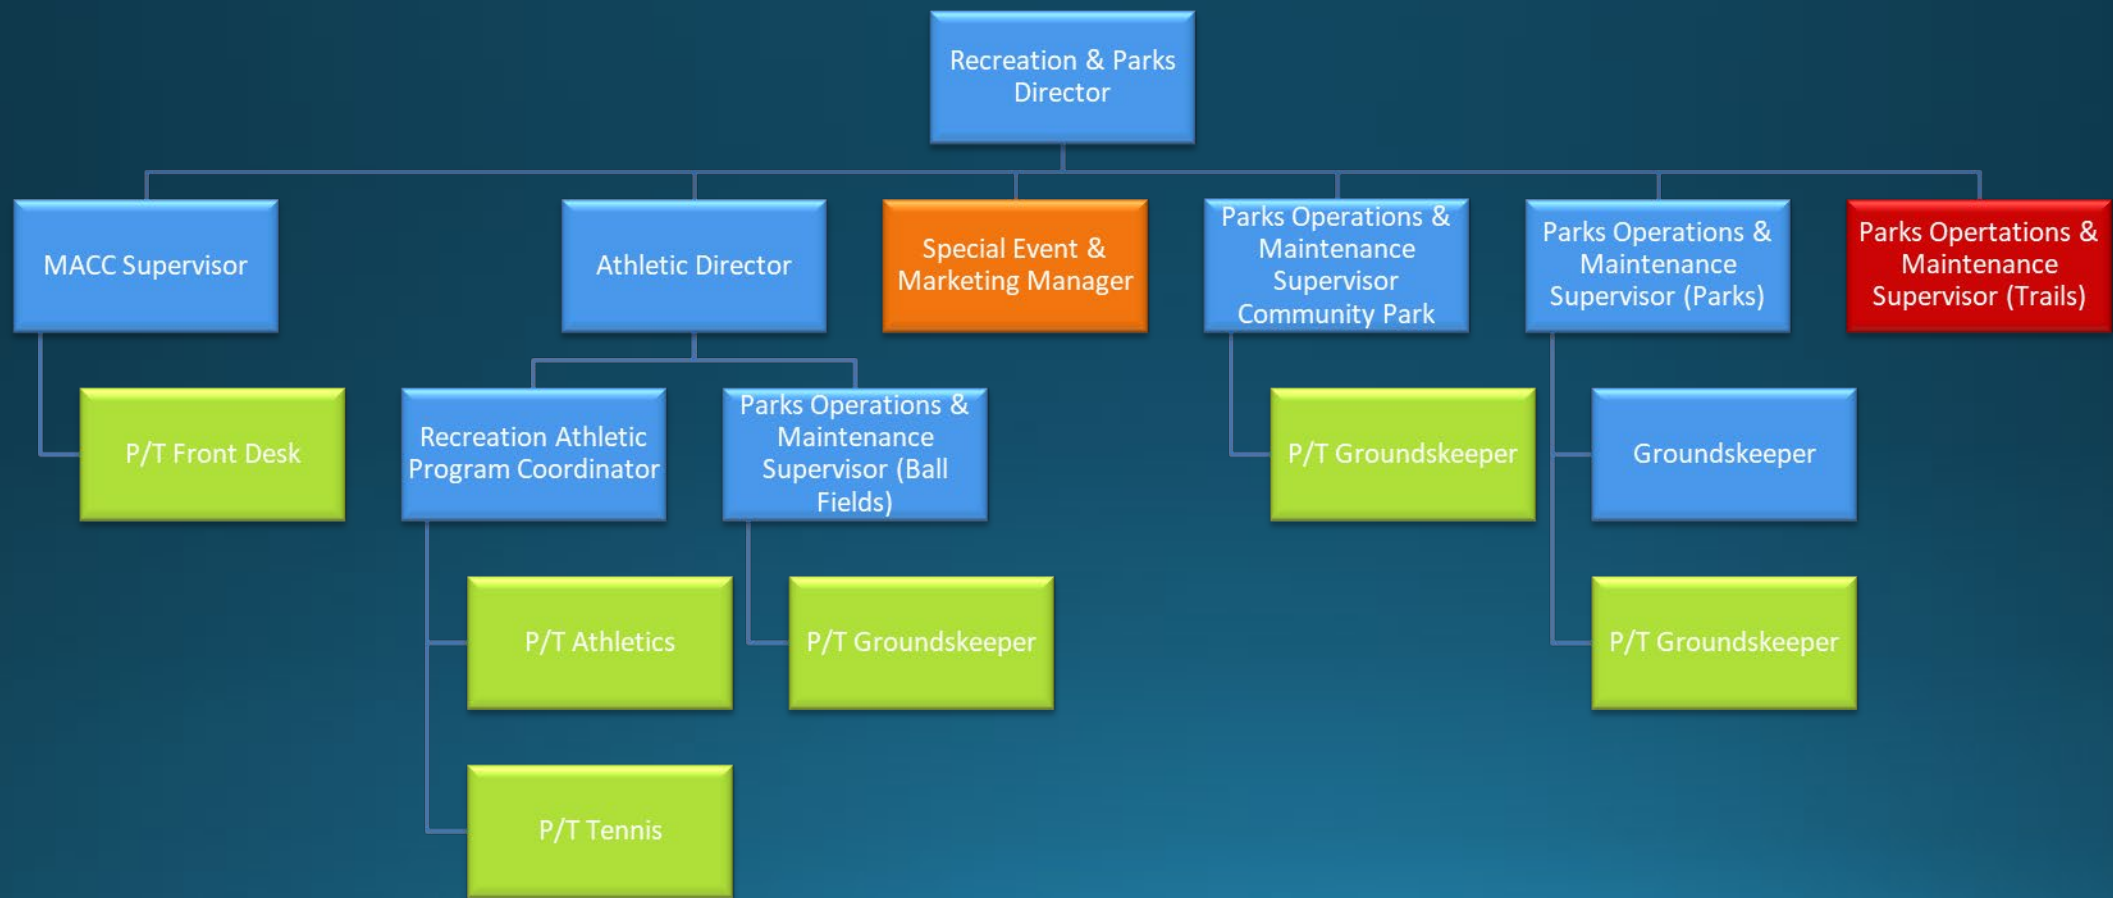 Recreation & Parks
Director
MACC Supervisor
Athletic Director
Special Event &
Marketing Manager
Parks Operations &
Maintenance
Supervisor
Community Park
Parks Operations &
Maintenance
Supervisor (Parks)
Parks Opertations &
Maintenance
Supervisor (Trails)
P/T Front Desk
Recreation Athletic
Program Coordinator
Parks Operations &
Maintenance
Supervisor (Ball
Fields)
P/T Groundskeeper
Groundskeeper
P/T Athletics
P/T Groundskeeper
P/T Groundskeeper
P/T Tennis